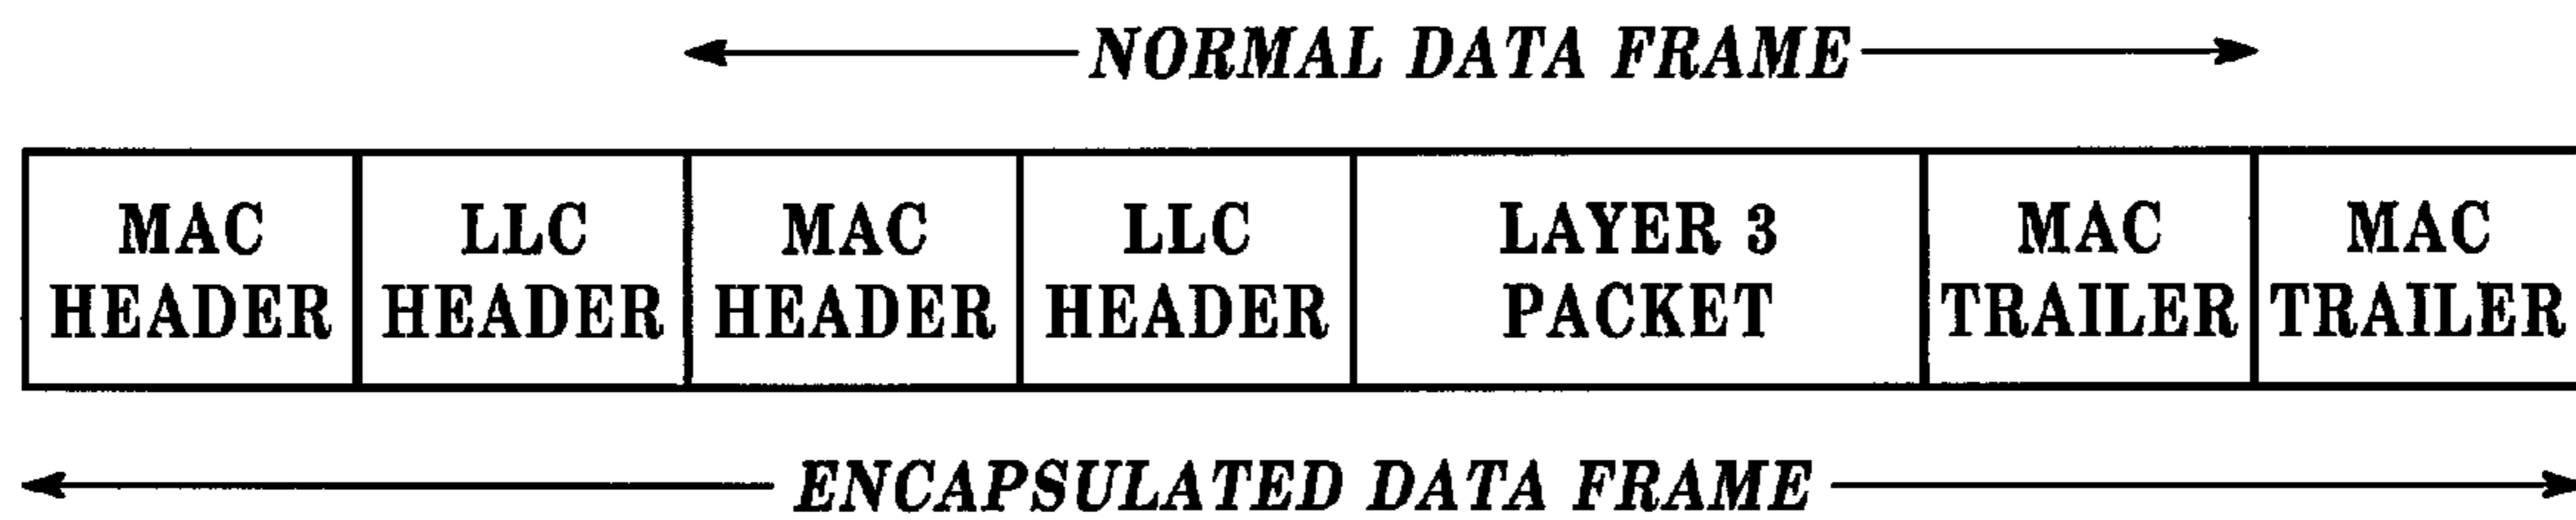 NORMAL DATA FRAME
MAC HEADER
LLC HEADER
MAC HEADER
LLC HEADER
LAYER 3 PACKET
MAC TRAILER
MAC TRAILER
ENCAPSULATED DATA FRAME